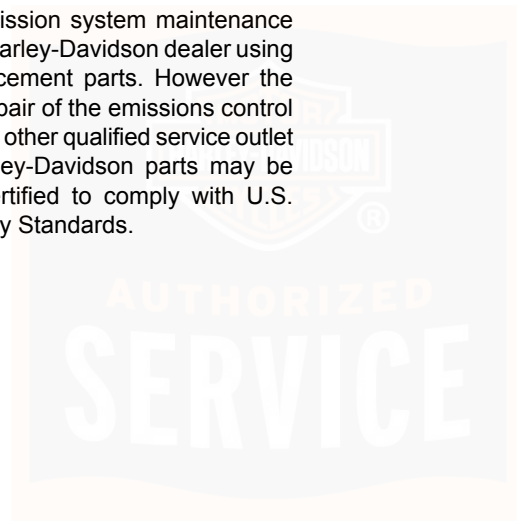 ission system maintenance
arley-Davidson dealer using
cement parts. However the
pair of the emissions control
other qualified service outlet
ey-Davidson parts may be
rtified to comply with U.S.
y Standards.
DAVIDSON
®
AUTHORIZED
SERVICE